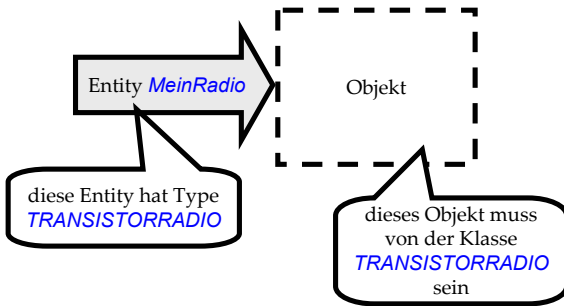 Entity MeinRadio
Objekt
diese Entity hat Type
TRANSISTORRADIO
dieses Objekt muss
von der Klasse
TRANSISTORRADIO
sein